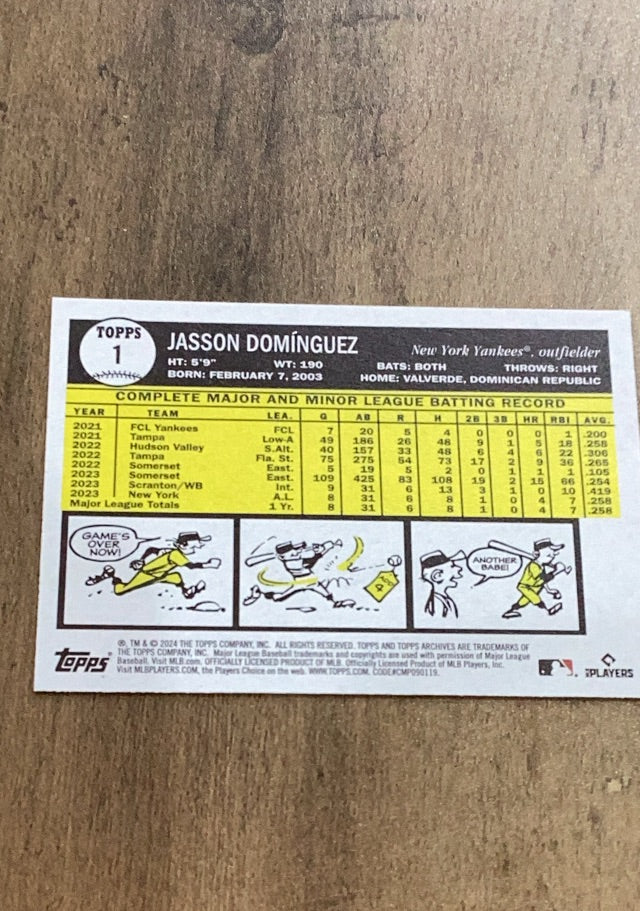 TOPPS
1
JASSON DOMÍNGUEZ
New York Yankees®, outfielder
HT: 5'9" WT: 190 BATS: BOTH THROWS: RIGHT
BORN: FEBRUARY 7, 2003 HOME: VALVERDE, DOMINICAN REPUBLIC
COMPLETE MAJOR AND MINOR LEAGUE BATTING RECORD
YEAR TEAM LEA. G AB R H 2B 3B HR RBI AVG.
2021 FCL Yankees FCL 7 20 5 4 0 0 0 1 .200
2021 Tampa Low-A 49 186 26 48 9 1 5 18 .258
2022 Hudson Valley S.Atl. 40 157 33 48 6 4 6 22 .306
2022 Tampa Fla. St. 75 275 54 73 17 2 9 36 .265
2022 Somerset East. 5 19 5 2 0 1 1 1 .105
2023 Somerset East. 109 425 83 108 19 2 15 66 .254
2023 Scranton/WB Int. 9 31 6 13 3 1 0 10 .419
2023 New York A.L. 8 31 6 8 1 0 4 7 .258
Major League Totals 1 Yr. 8 31 6 8 1 0 4 7 .258
GAME'S
OVER
NOW!
ANOTHER
BABE!
®, TM & © 2024 THE TOPPS COMPANY, INC. ALL RIGHTS RESERVED. TOPPS AND TOPPS ARCHIVES ARE TRADEMARKS OF
THE TOPPS COMPANY, INC. Major League Baseball trademarks and copyrights are used with permission of Major League
Baseball. Visit MLB.com. OFFICIALLY LICENSED PRODUCT OF MLB. Officially Licensed Product of MLB Players, Inc.
Visit MLBPLAYERS.COM, the Players Choice on the web. WWW.TOPPS.COM. CODE#CMP090119.
Topps®
PLAYERS